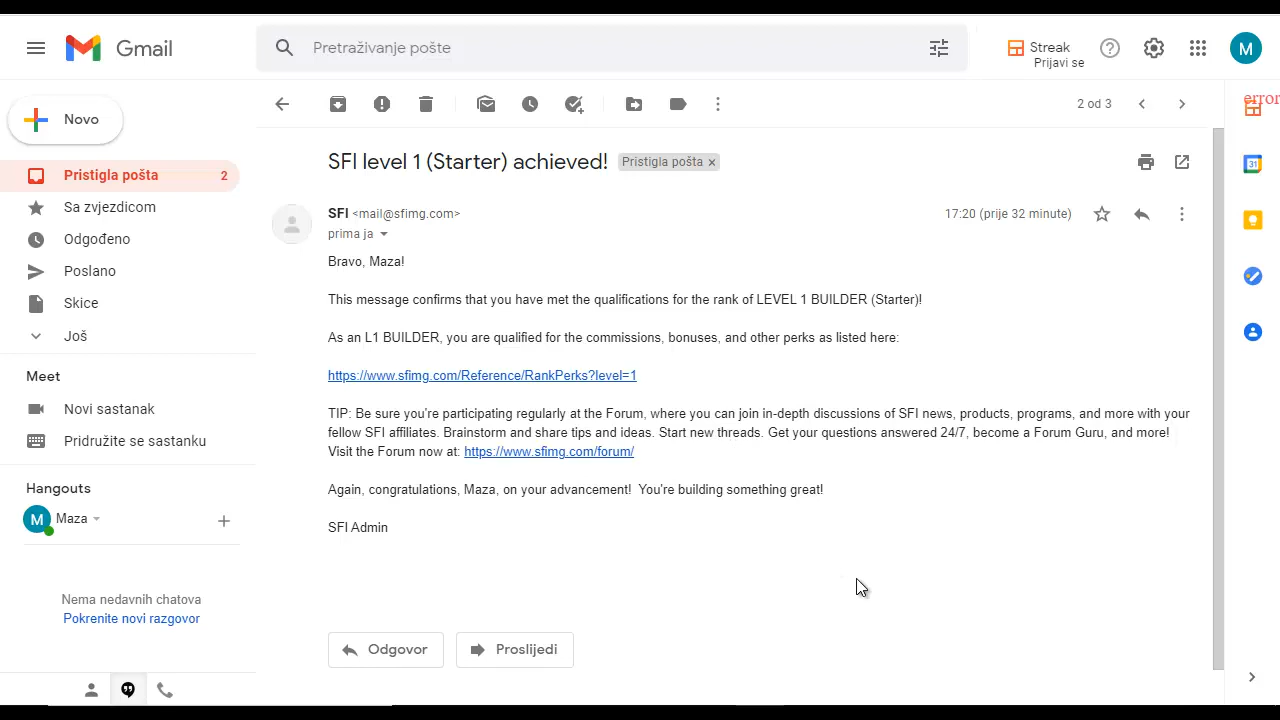 Gmail
Pretraživanje pošte
Streak
Prijavi se
M
Novo
2 od 3
error
Pristigla pošta 2
Sa zvjezdicom
Odgođeno
Poslano
Skice
Još
Meet
Novi sastanak
Pridružite se sastanku
Hangouts
M Maza
Nema nedavnih chatova
Pokrenite novi razgovor
SFI level 1 (Starter) achieved! Pristigla pošta x
SFI <mail@sfimg.com> 17:20 (prije 32 minute)
prima ja
Bravo, Maza!
This message confirms that you have met the qualifications for the rank of LEVEL 1 BUILDER (Starter)!
As an L1 BUILDER, you are qualified for the commissions, bonuses, and other perks as listed here:
https://www.sfimg.com/Reference/RankPerks?level=1
TIP: Be sure you're participating regularly at the Forum, where you can join in-depth discussions of SFI news, products, programs, and more with your
fellow SFI affiliates. Brainstorm and share tips and ideas. Start new threads. Get your questions answered 24/7, become a Forum Guru, and more!
Visit the Forum now at: https://www.sfimg.com/forum/
Again, congratulations, Maza, on your advancement!  You're building something great!
SFI Admin
Odgovor
Proslijedi
31